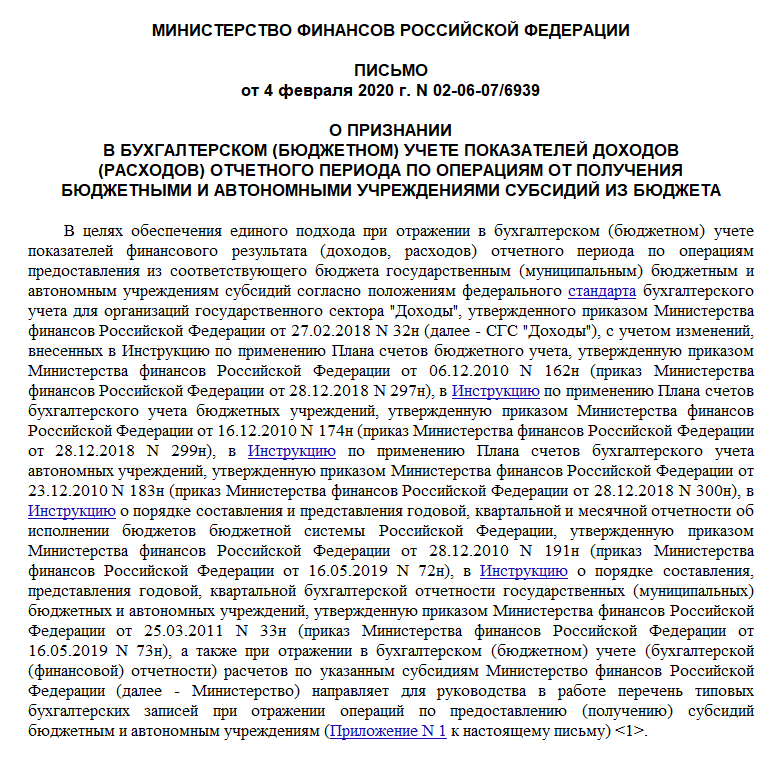 МИНИСТЕРСТВО ФИНАНСОВ РОССИЙСКОЙ ФЕДЕРАЦИИ
ПИСЬМО
от 4 февраля 2020 г. N 02-06-07/6939
О ПРИЗНАНИИ
В БУХГАЛТЕРСКОМ (БЮДЖЕТНОМ) УЧЕТЕ ПОКАЗАТЕЛЕЙ ДОХОДОВ
(РАСХОДОВ) ОТЧЕТНОГО ПЕРИОДА ПО ОПЕРАЦИЯМ ОТ ПОЛУЧЕНИЯ
БЮДЖЕТНЫМИ И АВТОНОМНЫМИ УЧРЕЖДЕНИЯМИ СУБСИДИЙ ИЗ БЮДЖЕТА
В целях обеспечения единого подхода при отражении в бухгалтерском (бюджетном) учете
показателей финансового результата (доходов, расходов) отчетного периода по операциям
предоставления из соответствующего бюджета государственным (муниципальным) бюджетным и
автономным учреждениям субсидий согласно положениям федерального стандарта бухгалтерского
учета для организаций государственного сектора "Доходы", утвержденного приказом Министерства
финансов Российской Федерации от 27.02.2018 N 32н (далее - СГС "Доходы"), с учетом изменений,
внесенных в Инструкцию по применению Плана счетов бюджетного учета, утвержденную приказом
Министерства финансов Российской Федерации от 06.12.2010 N 162н (приказ Министерства
финансов Российской Федерации от 28.12.2018 N 297н), в Инструкцию по применению Плана счетов
бухгалтерского учета бюджетных учреждений, утвержденную приказом Министерства финансов
Российской Федерации от 16.12.2010 N 174н (приказ Министерства финансов Российской Федерации
от 28.12.2018 N 299н), в Инструкцию по применению Плана счетов бухгалтерского учета
автономных учреждений, утвержденную приказом Министерства финансов Российской Федерации от
23.12.2010 N 183н (приказ Министерства финансов Российской Федерации от 28.12.2018 N 300н), в
Инструкцию о порядке составления и представления годовой, квартальной и месячной отчетности об
исполнении бюджетов бюджетной системы Российской Федерации, утвержденную приказом
Министерства финансов Российской Федерации от 28.12.2010 N 191н (приказ Министерства
финансов Российской Федерации от 16.05.2019 N 72н), в Инструкцию о порядке составления,
представления годовой, квартальной бухгалтерской отчетности государственных (муниципальных)
бюджетных и автономных учреждений, утвержденную приказом Министерства финансов Российской
Федерации от 25.03.2011 N 33н (приказ Министерства финансов Российской Федерации от
16.05.2019 N 73н), а также при отражении в бухгалтерском (бюджетном) учете (бухгалтерской
(финансовой) отчетности) расчетов по указанным субсидиям Министерство финансов Российской
Федерации (далее - Министерство) направляет для руководства в работе перечень типовых
бухгалтерских записей при отражении операций по предоставлению (получению) субсидий
бюджетным и автономным учреждениям (Приложение N 1 к настоящему письму) <1>.